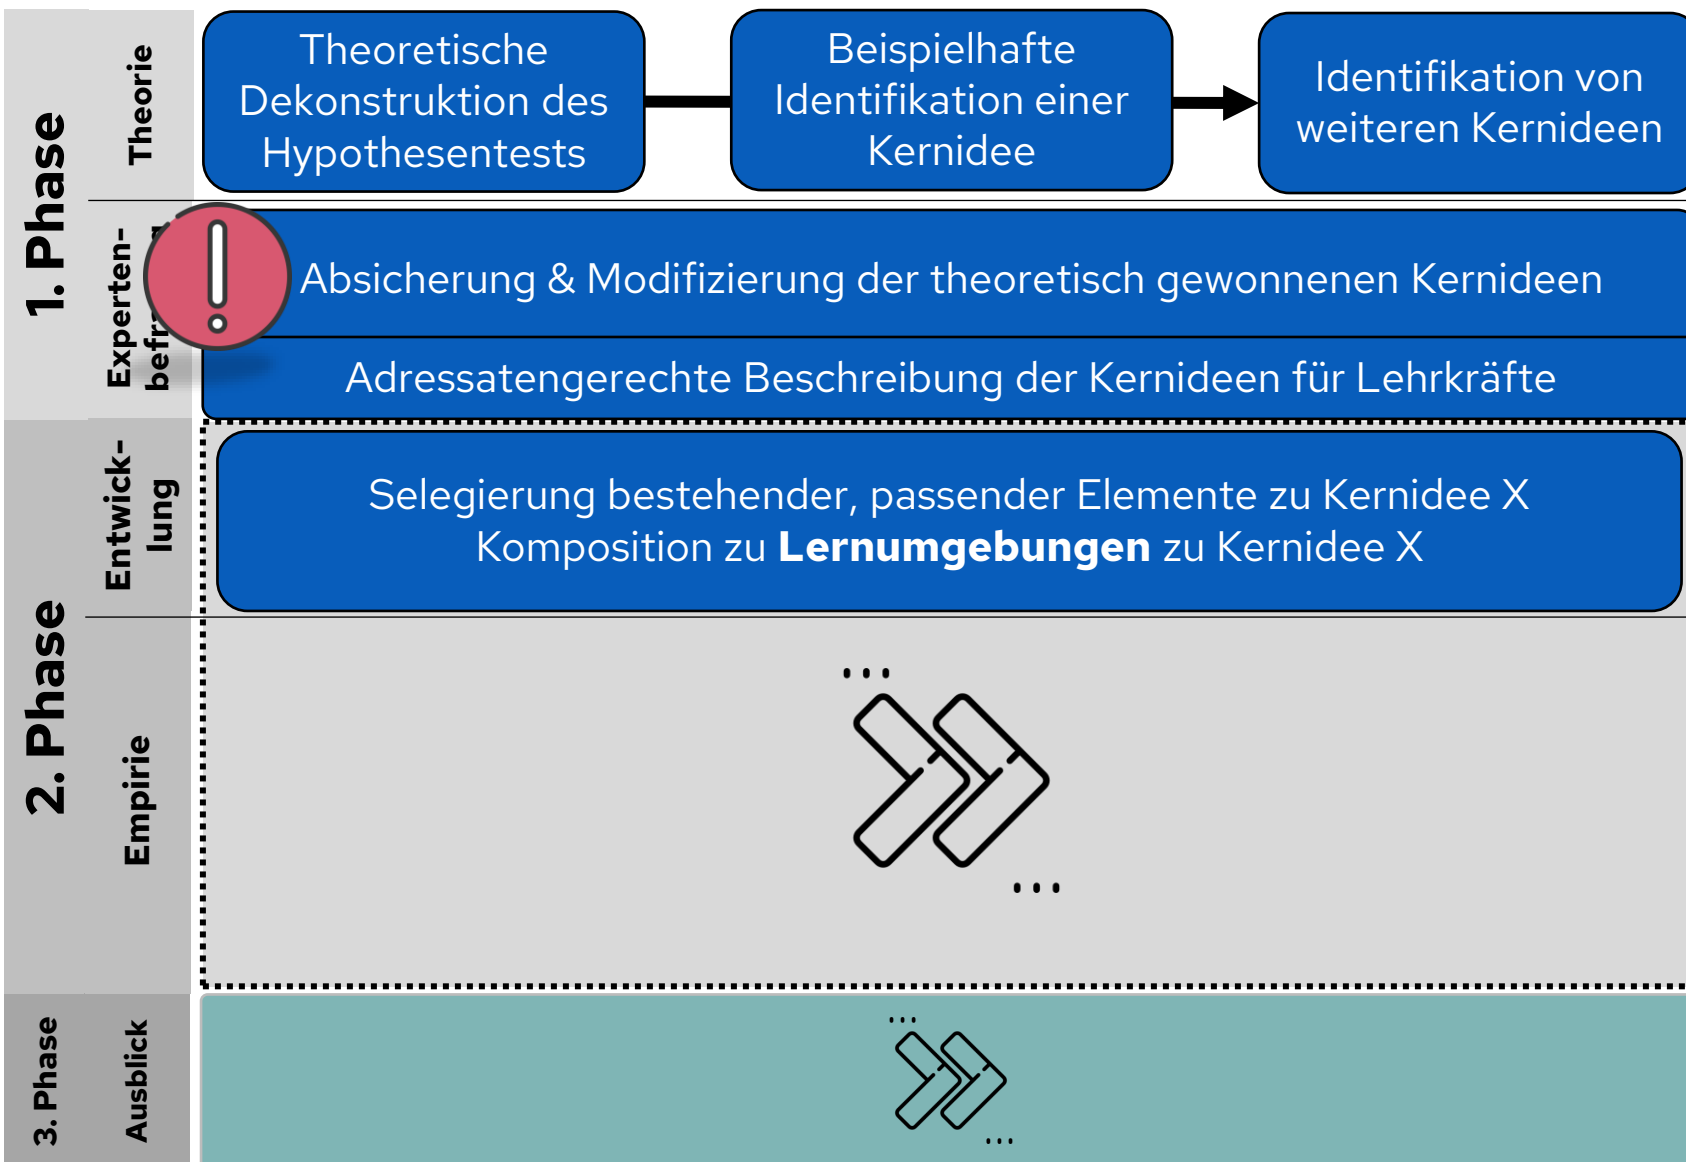 1. Phase
Theorie
Theoretische
Dekonstruktion des
Hypothesentests
Beispielhafte
Identifikation einer
Kernidee
Identifikation von
weiteren Kernideen
Experten-
Absicherung & Modifizierung der theoretisch gewonnenen Kernideen
Adressatengerechte Beschreibung der Kernideen für Lehrkräfte
2. Phase
Entwick-
lung
Selegierung bestehender, passender Elemente zu Kernidee X
Komposition zu Lernumgebungen zu Kernidee X
Empirie
...
...
3. Phase
Ausblick
...
...